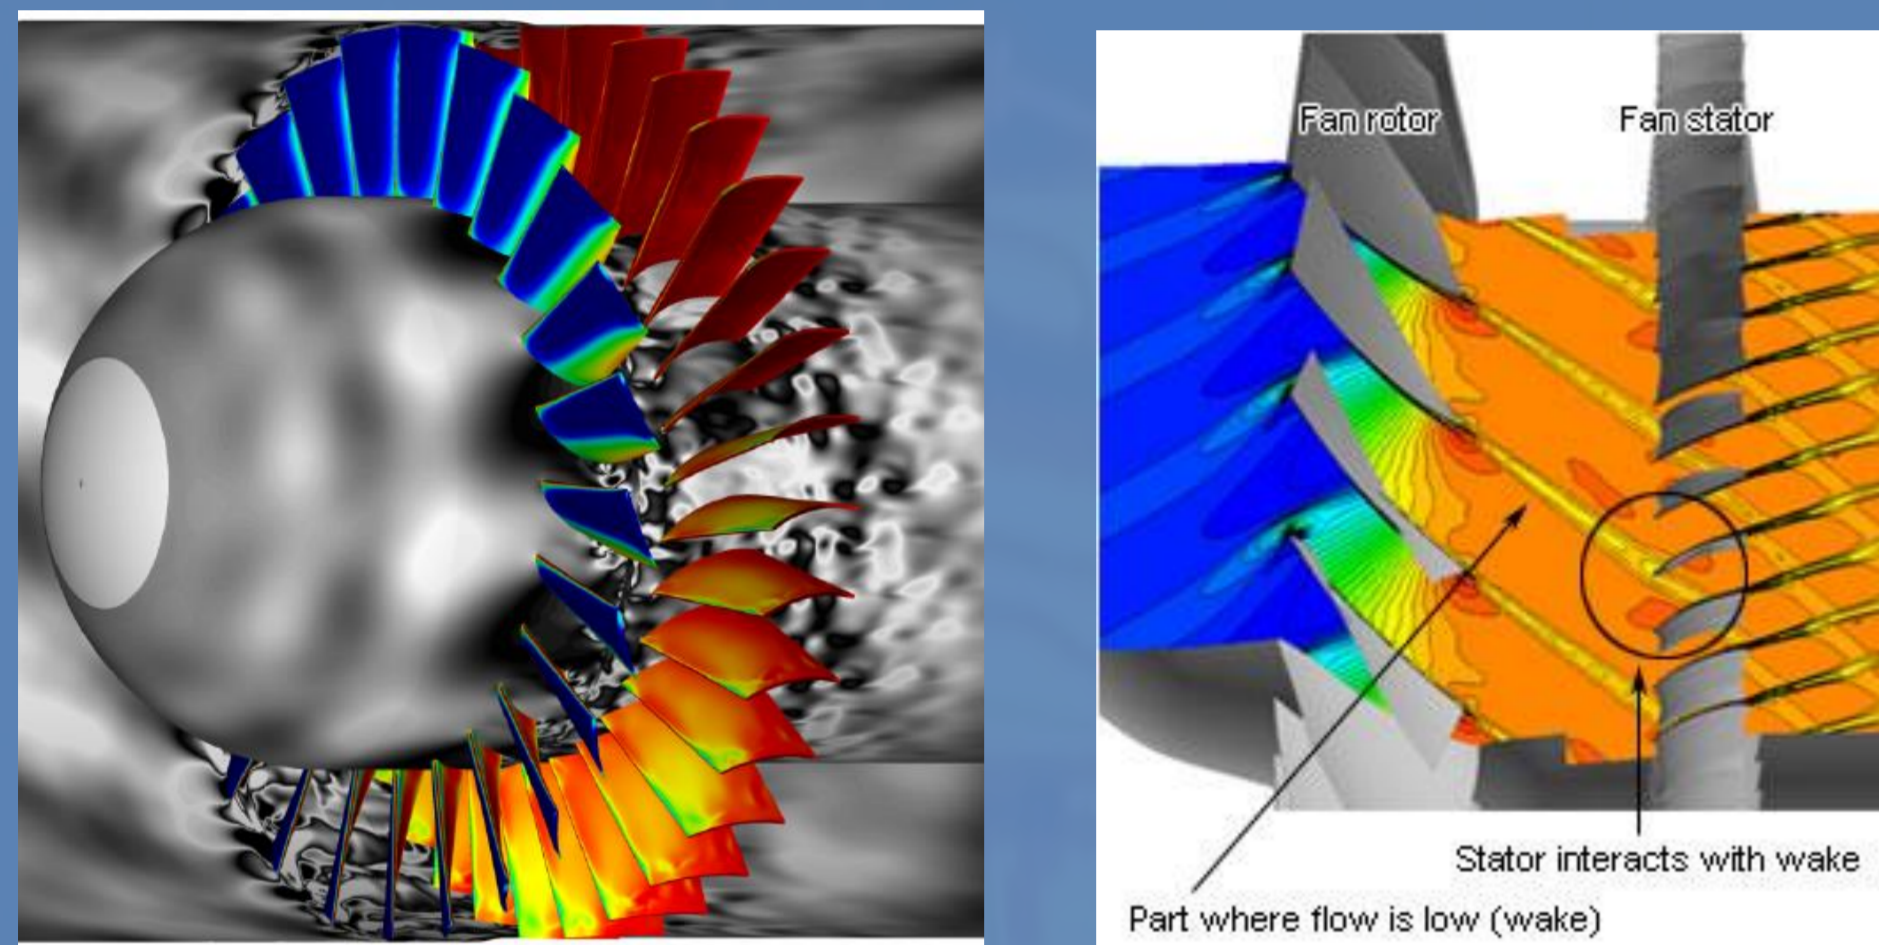 Fan rotor
Fan stator
Stator interacts with wake
Part where flow is low (wake)